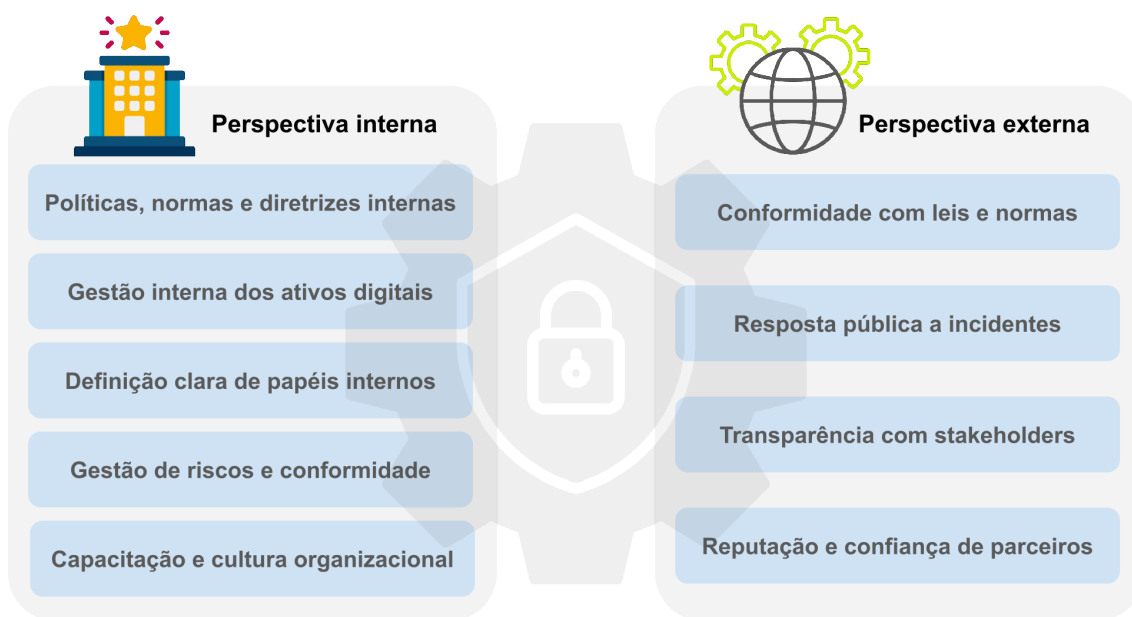 Perspectiva interna
Políticas, normas e diretrizes internas
Gestão interna dos ativos digitais
Definição clara de papéis internos
Gestão de riscos e conformidade
Capacitação e cultura organizacional
Perspectiva externa
Conformidade com leis e normas
Resposta pública a incidentes
Transparência com stakeholders
Reputação e confiança de parceiros